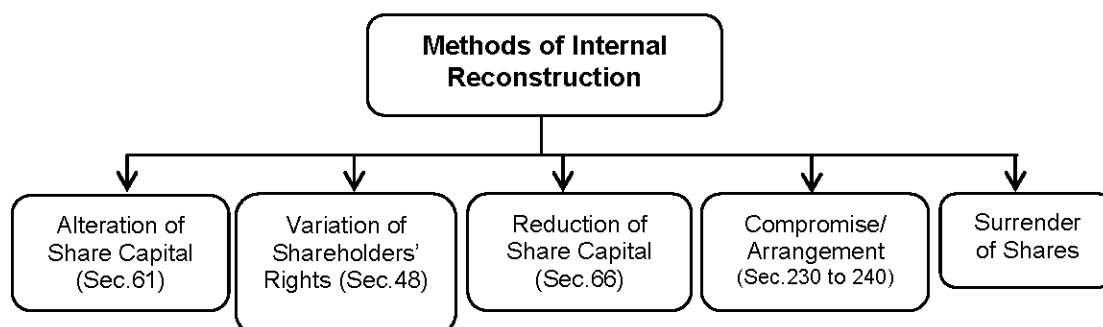 Methods of Internal
Reconstruction
Alteration of
Share Capital
(Sec.61)
Variation of
Shareholders'
Rights (Sec.48)
Reduction of
Share Capital
(Sec.66)
Compromise/
Arrangement
(Sec.230 to 240)
Surrender
of Shares